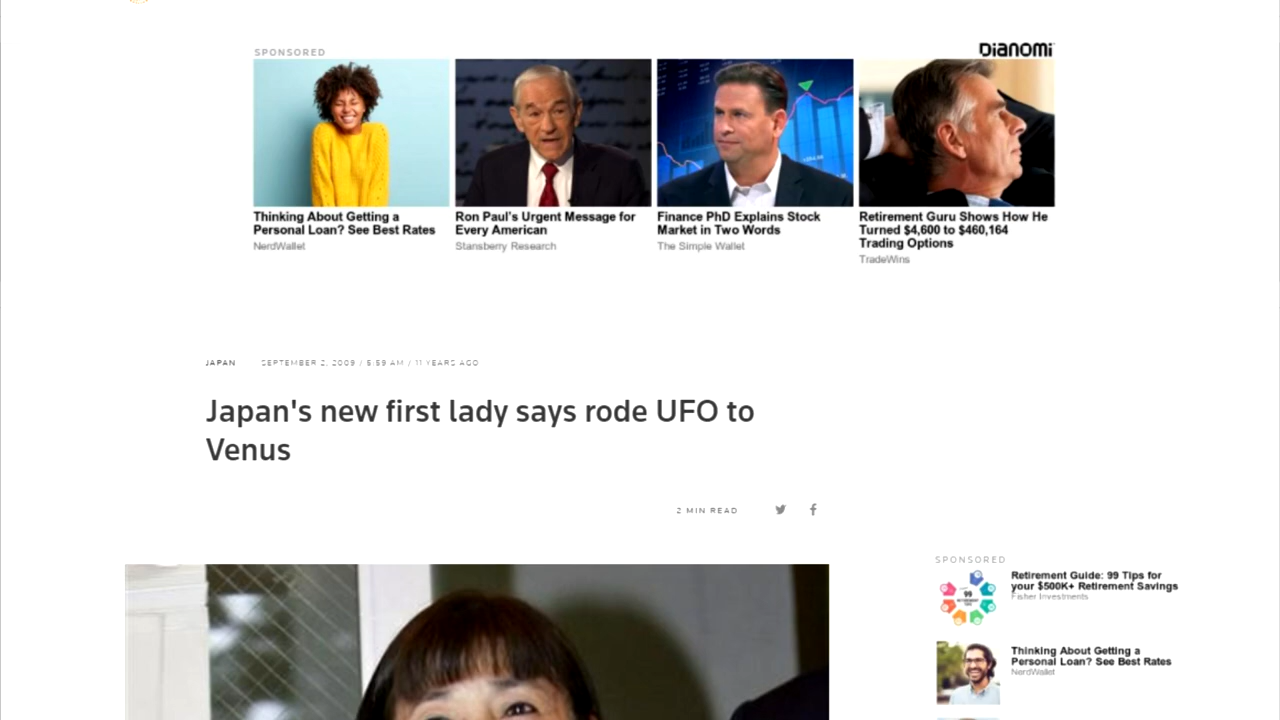 SPONSORED
DIANOMI
Thinking About Getting a
Personal Loan? See Best Rates
NerdWallet
Ron Paul's Urgent Message for
Every American
Stansberry Research
Finance PhD Explains Stock
Market in Two Words
The Simple Wallet
Retirement Guru Shows How He
Turned $4,600 to $460,164
Trading Options
TradeWins
JAPAN SEPTEMBER 2, 2009 / 5:59 AM / 11 YEARS AGO
Japan's new first lady says rode UFO to
Venus
2 MIN READ
SPONSORED
99
Retirement Guide: 99 Tips for
your $500K+ Retirement Savings
Fisher Investments
Thinking About Getting a
Personal Loan? See Best Rates
NerdWallet